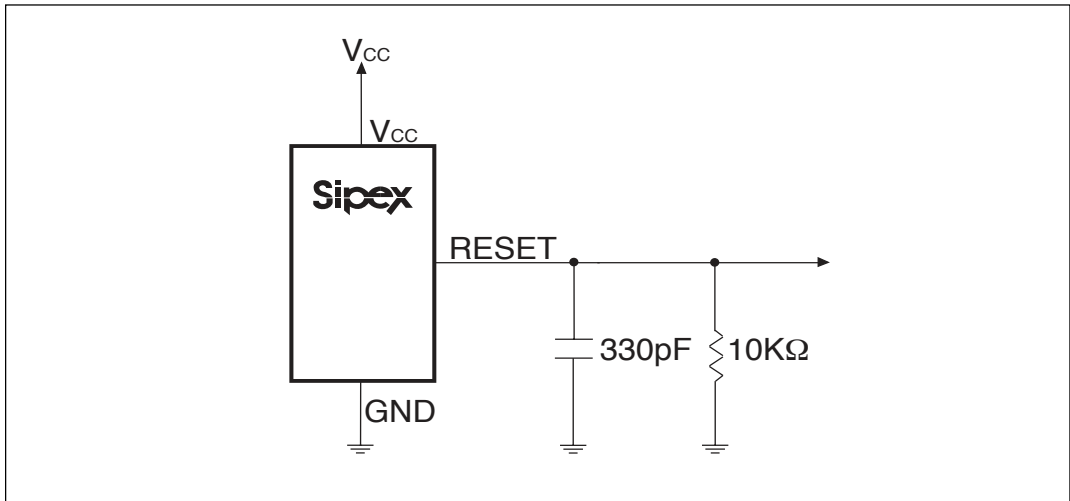 VCC
VCC
Sipex
RESET
330pF
10KΩ
GND